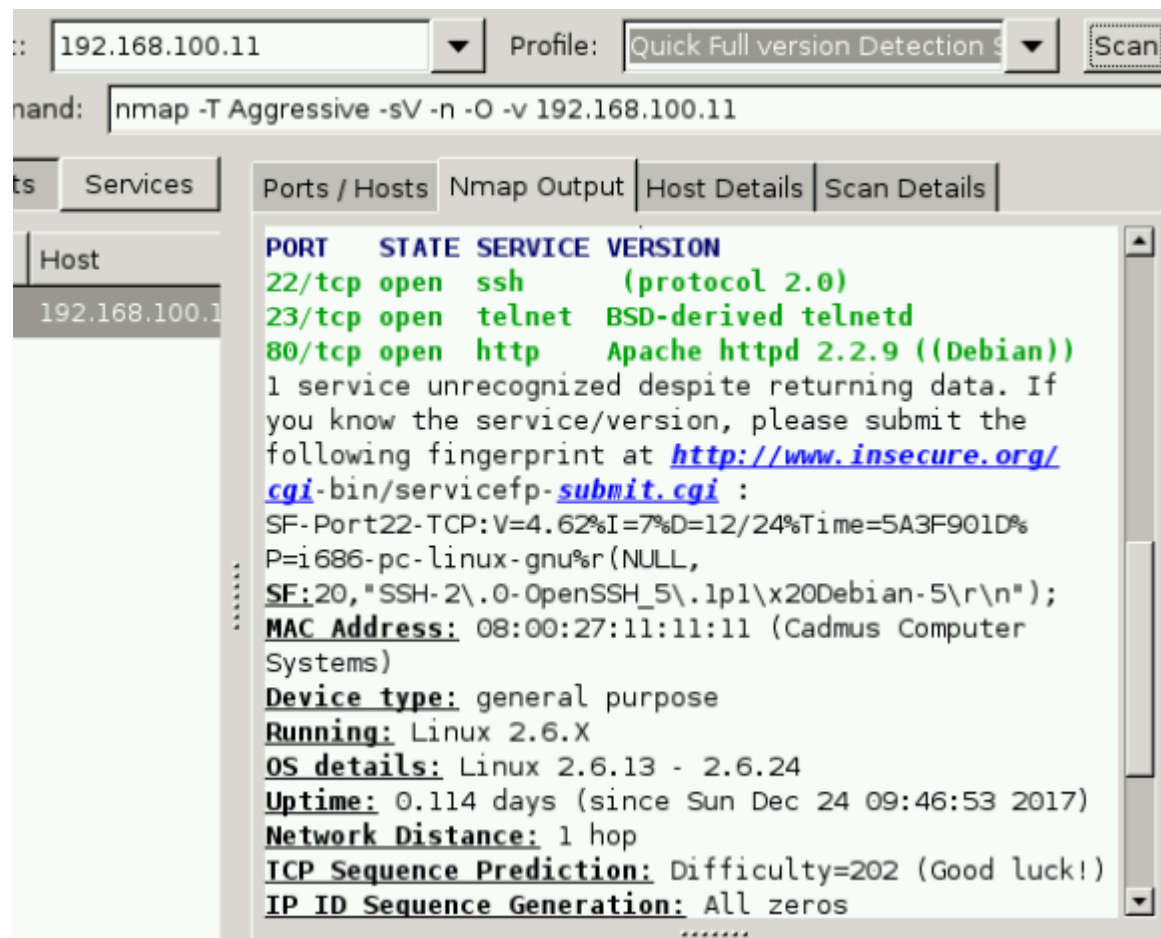 t: 192.168.100.11 Profile: Quick Full version Detection S Scan
mand: nmap -T Aggressive -sV -n -O -v 192.168.100.11
ts Services Ports / Hosts Nmap Output Host Details Scan Details
Host
192.168.100.1
PORT STATE SERVICE VERSION
22/tcp open ssh (protocol 2.0)
23/tcp open telnet BSD-derived telnetd
80/tcp open http Apache httpd 2.2.9 ((Debian))
1 service unrecognized despite returning data. If
you know the service/version, please submit the
following fingerprint at http://www.insecure.org/
cgi-bin/servicefp-submit.cgi :
SF-Port22-TCP:V=4.62%I=7%D=12/24%Time=5A3F901D%
P=i686-pc-linux-gnu%r(NULL,
SF:20,"SSH-2\.0-OpenSSH_5\.1p1\x20Debian-5\r\n");
MAC Address: 08:00:27:11:11:11 (Cadmus Computer
Systems)
Device type: general purpose
Running: Linux 2.6.X
OS details: Linux 2.6.13 - 2.6.24
Uptime: 0.114 days (since Sun Dec 24 09:46:53 2017)
Network Distance: 1 hop
TCP Sequence Prediction: Difficulty=202 (Good luck!)
IP ID Sequence Generation: All zeros